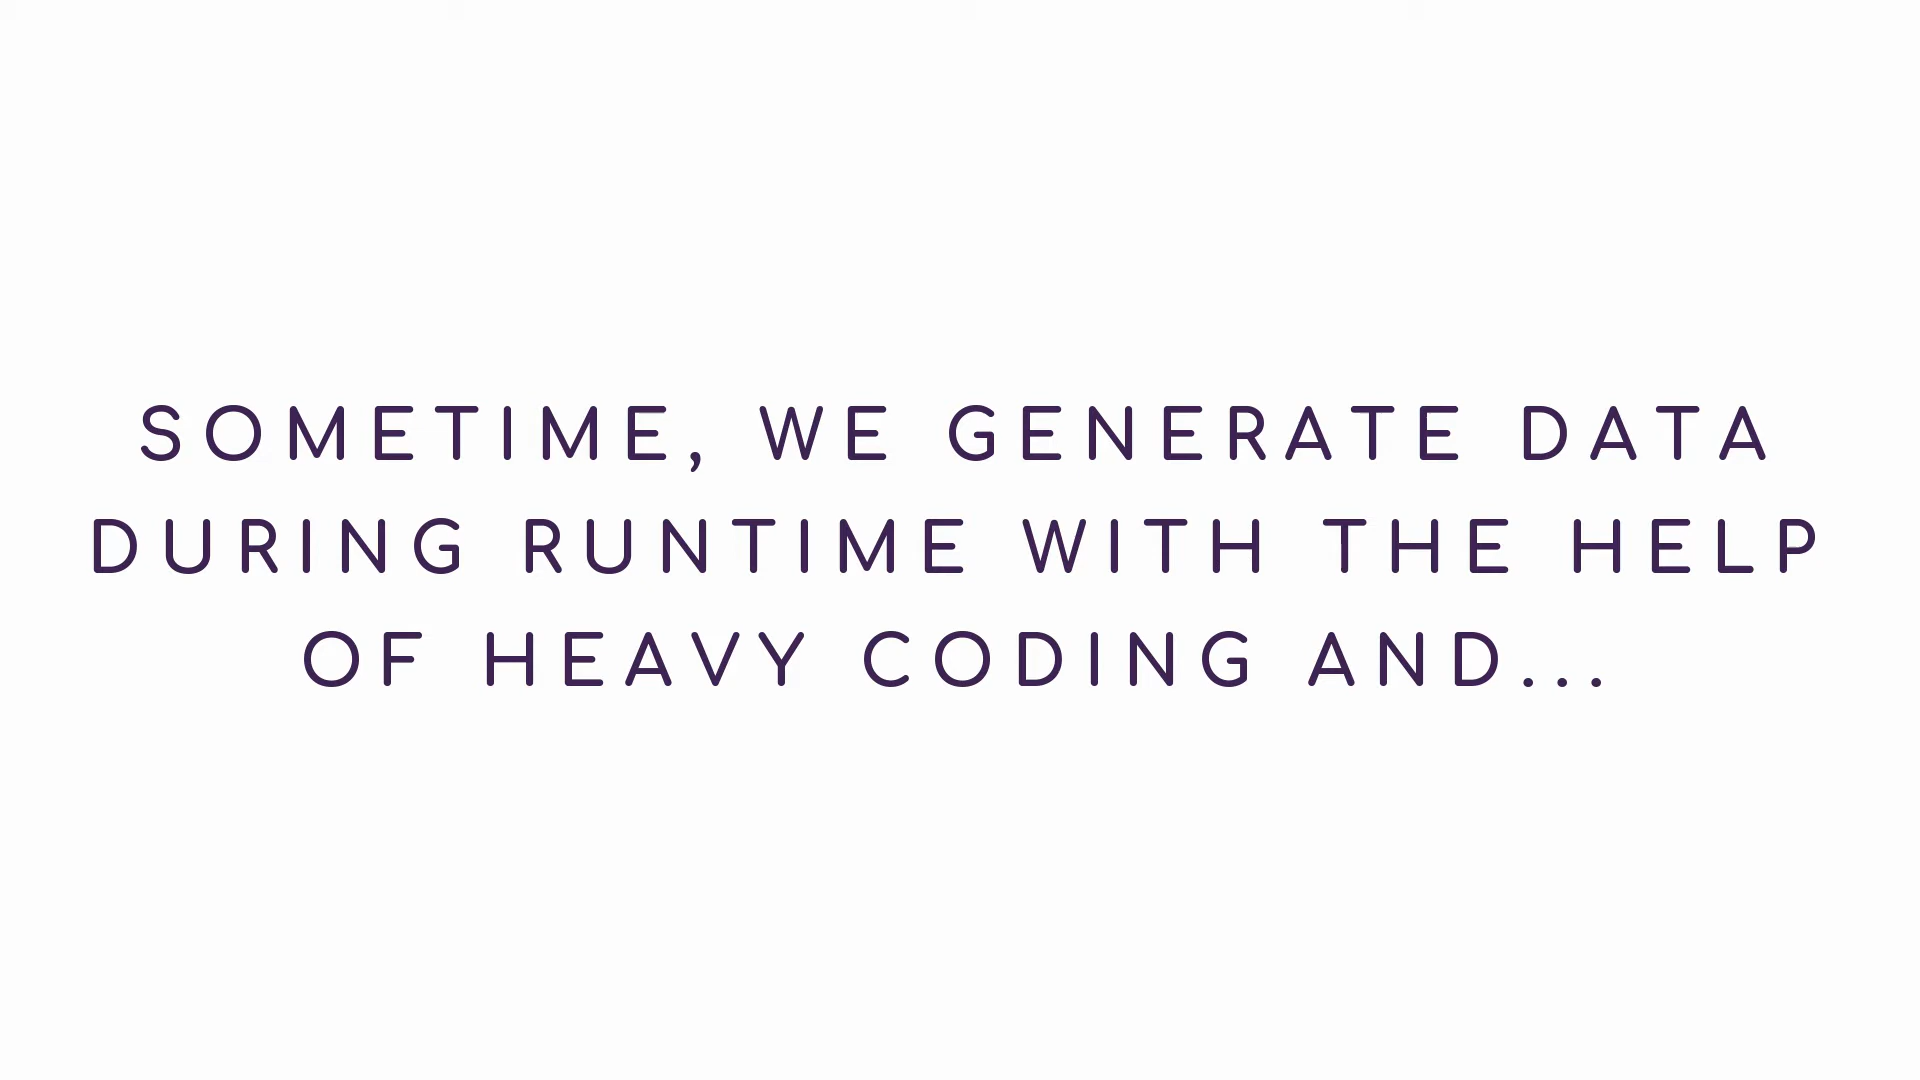 SOMETIME, WE GENERATE DATA
DURING RUNTIME WITH THE HELP
OF HEAVY CODING AND...